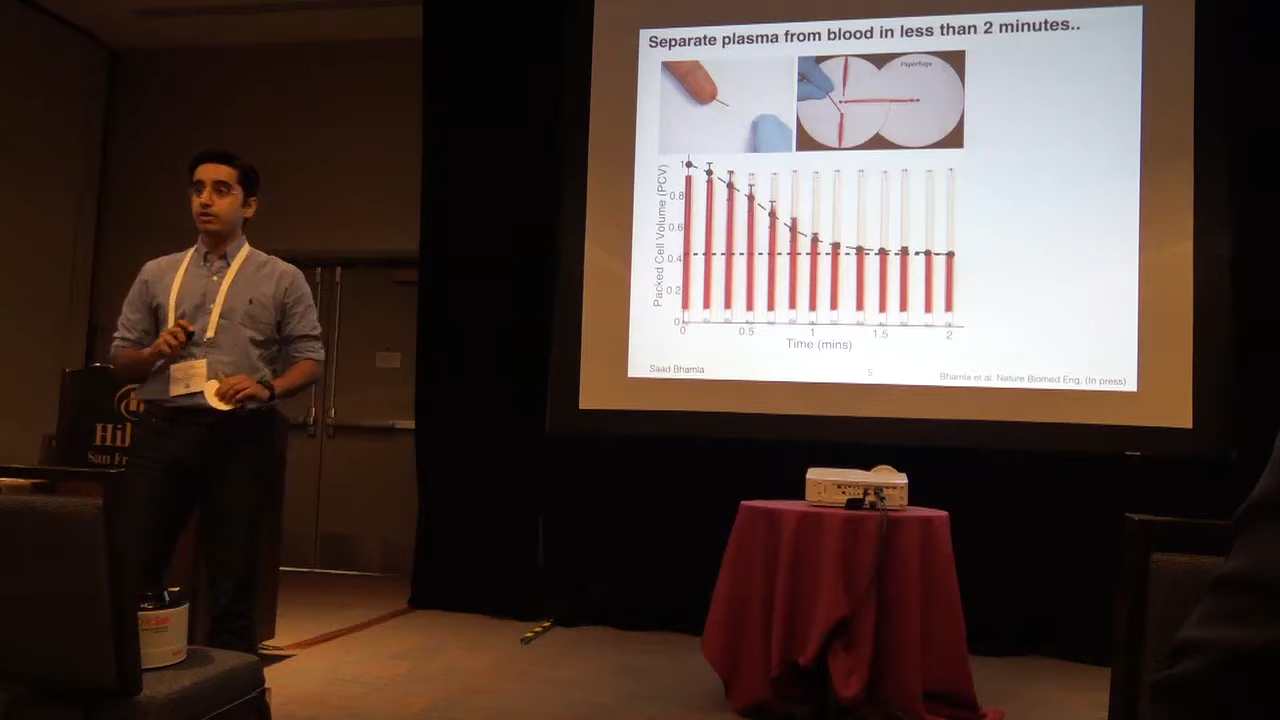 Separate plasma from blood in less than 2 minutes..
Paperfuge
Packed Cell Volume (PCV)
1
0.8
0.6
0.4
0.2
0
0
0.5
1
1.5
2
Time (mins)
Saad Bhamla
5
Bhamla et al. Nature Biomed.Eng. (In press)
Hil
San Fr